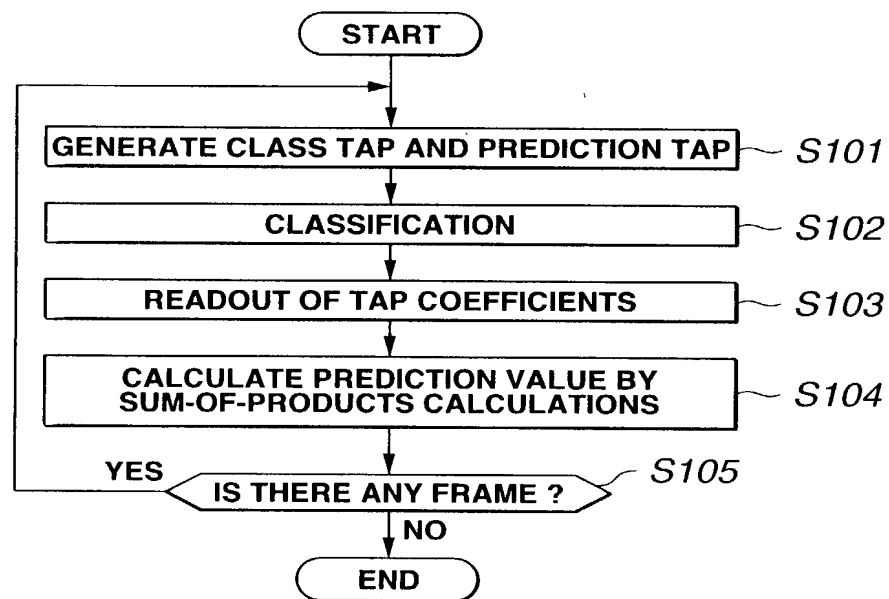 START
GENERATE CLASS TAP AND PREDICTION TAP
S101
CLASSIFICATION
S102
READOUT OF TAP COEFFICIENTS
S103
CALCULATE PREDICTION VALUE BY
SUM-OF-PRODUCTS CALCULATIONS
S104
YES
IS THERE ANY FRAME ?
S105
NO
END